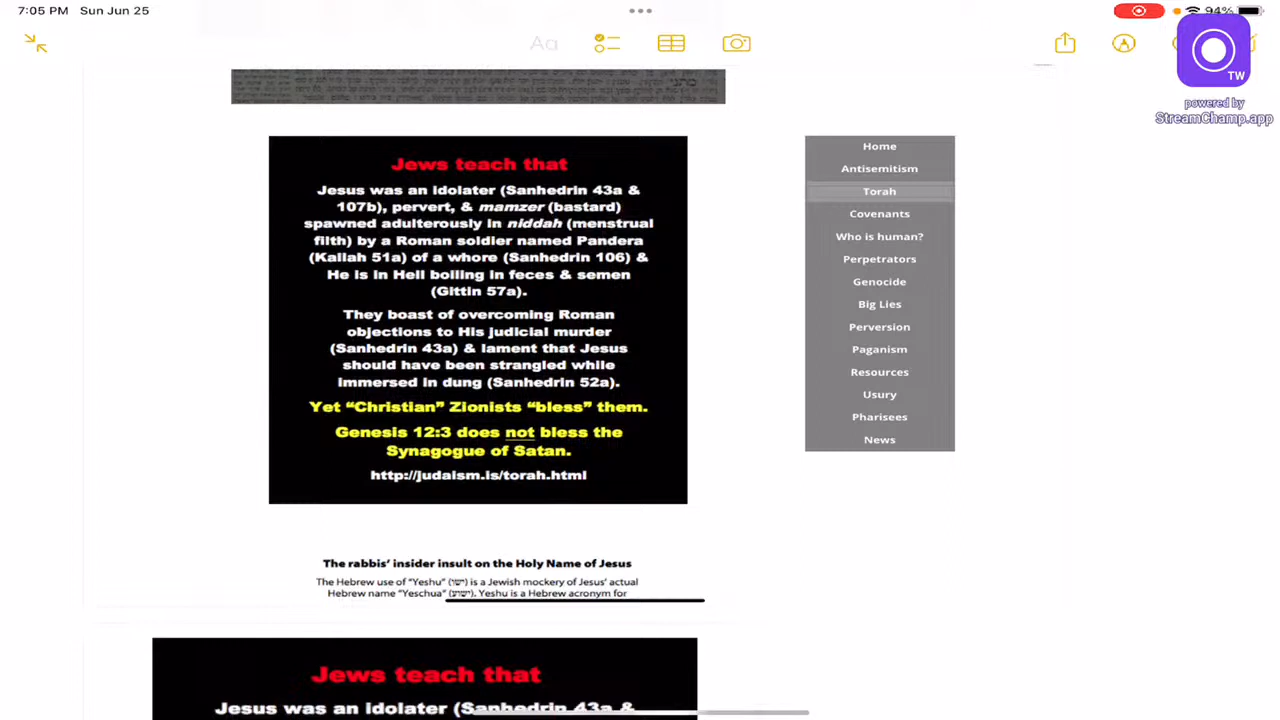 7:05 PM Sun Jun 25
94%
Aa
TW
powered by
StreamChamp.app
Jews teach that
Jesus was an idolater (Sanhedrin 43a &
107b), pervert, & mamzer (bastard)
spawned adulterously in niddah (menstrual
filth) by a Roman soldier named Pandera
(Kallah 51a) of a whore (Sanhedrin 106) &
He is in Hell boiling in feces & semen
(Gittin 57a).
They boast of overcoming Roman
objections to His judicial murder
(Sanhedrin 43a) & lament that Jesus
should have been strangled while
immersed in dung (Sanhedrin 52a).
Yet “Christian” Zionists “bless” them.
Genesis 12:3 does not bless the
Synagogue of Satan.
http://judaism.is/torah.html
Home
Antisemitism
Torah
Covenants
Who is human?
Perpetrators
Genocide
Big Lies
Perversion
Paganism
Resources
Usury
Pharisees
News
The rabbis’ insider insult on the Holy Name of Jesus
The Hebrew use of “Yeshu” (ישו) is a Jewish mockery of Jesus’ actual
Hebrew name “Yeschua” (ישוע). Yeshu is a Hebrew acronym for
Jews teach that
Jesus was an idolater (Sanhedrin 43a &